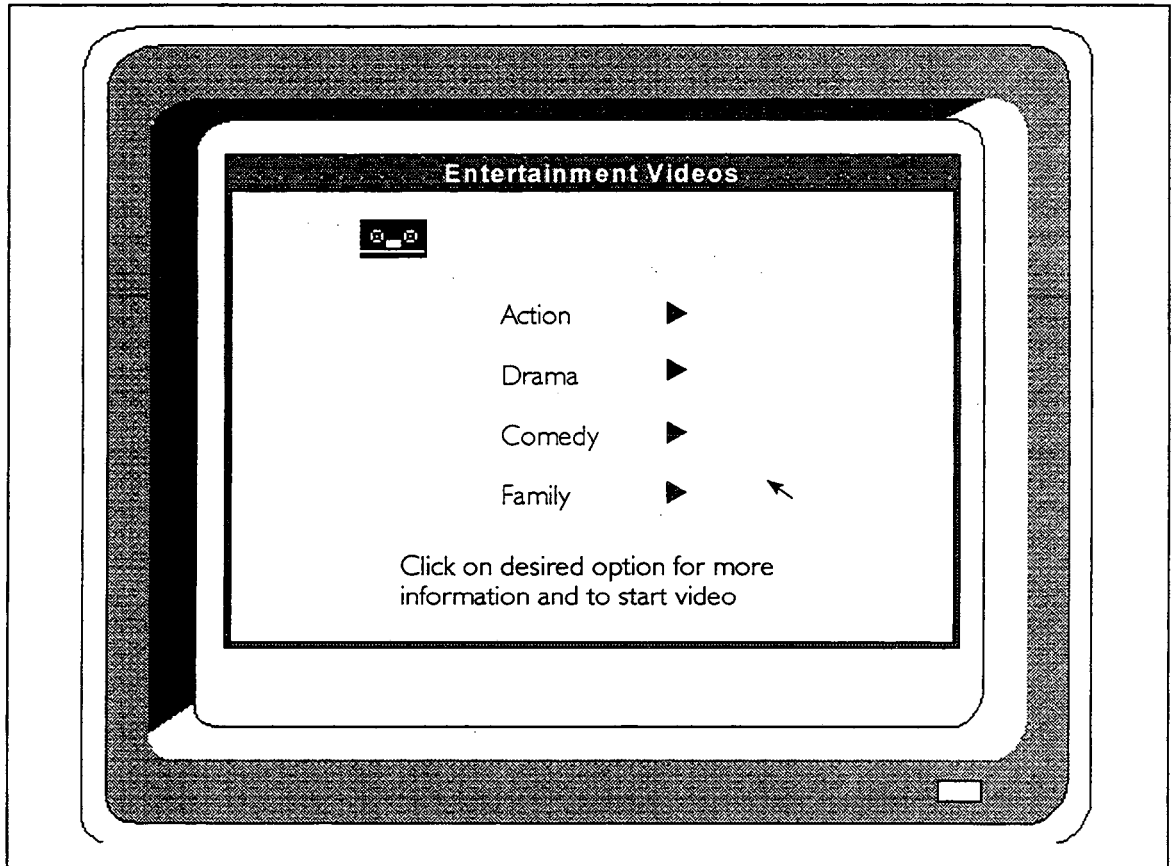 Entertainment Videos
Action
Drama
Comedy
Family
Click on desired option for more
information and to start video